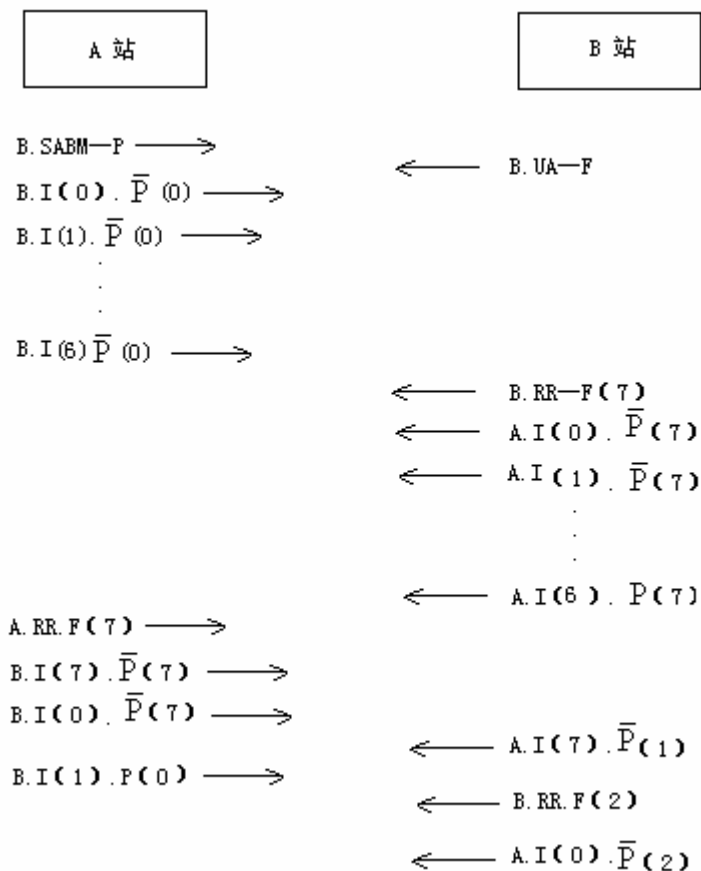 A 站
B 站
B.SABM—P
B.UA—F
B.I(0).P̅(0)
B.I(1).P̅(0)
B.I(6)P̅(0)
B.RR—F(7)
A.I(0).P̅(7)
A.I(1).P̅(7)
A.I(6).P(7)
A.RR.F(7)
B.I(7).P̅(7)
B.I(0).P̅(7)
A.I(7).P̅(1)
B.I(1).P(0)
B.RR.F(2)
A.I(0).P̅(2)